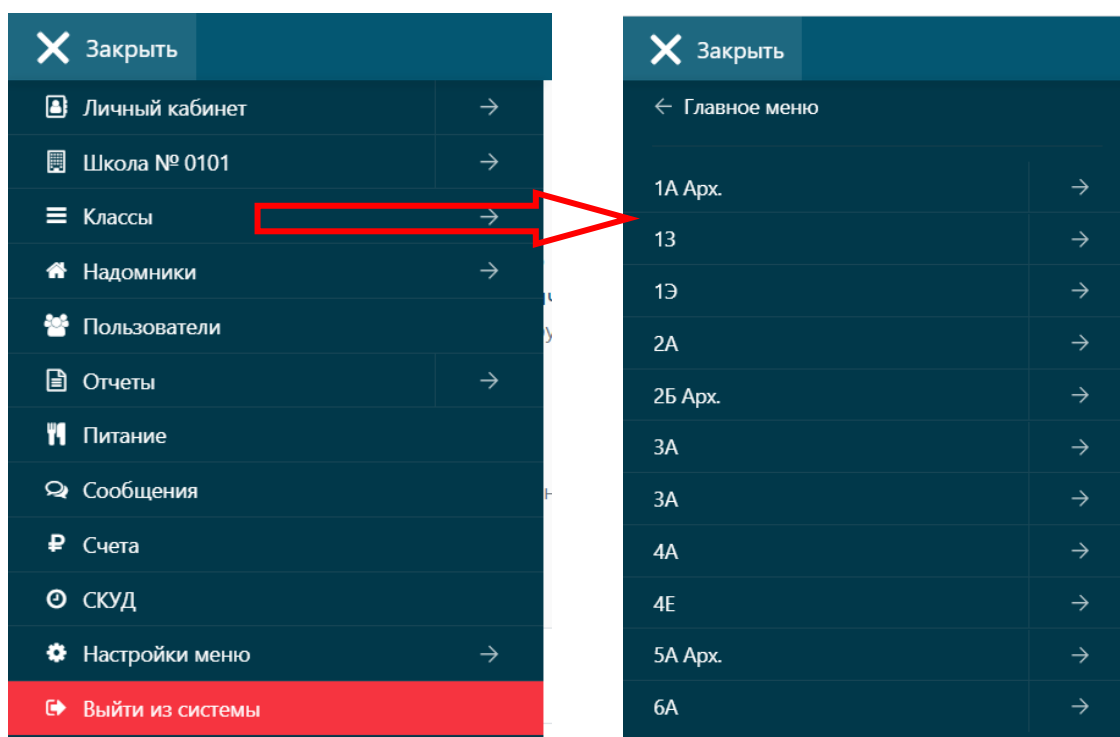 Закрыть
Личный кабинет
Школа № 0101
Классы
Надомники
Пользователи
Отчеты
Питание
Сообщения
Счета
СКУД
Настройки меню
Выйти из системы
Закрыть
Главное меню
1А Арх.
1З
1Э
2А
2Б Арх.
3А
3А
4А
4Е
5А Арх.
6А